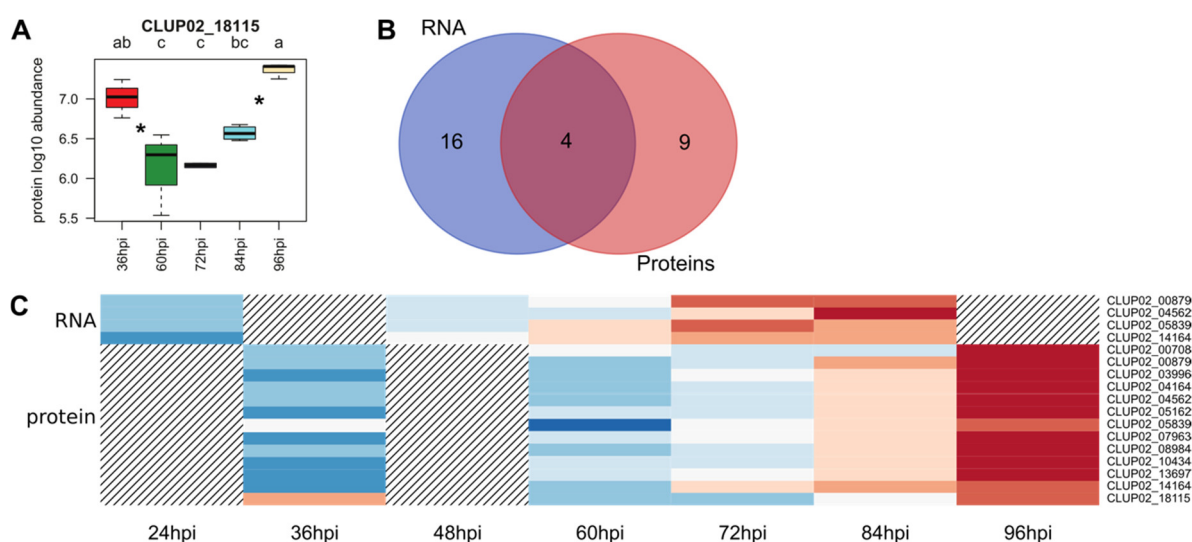 A
CLUP02_18115
ab c c bc a
protein log10 abundance
7.0
6.5
6.0
5.5
*
*
36hpi
60hpi
72hpi
84hpi
96hpi
B
RNA
16
4
9
Proteins
C
RNA
protein
CLUP02_00879
CLUP02_04562
CLUP02_05839
CLUP02_14164
CLUP02_00708
CLUP02_00879
CLUP02_03996
CLUP02_04164
CLUP02_04562
CLUP02_05162
CLUP02_05839
CLUP02_07963
CLUP02_08984
CLUP02_10434
CLUP02_13697
CLUP02_14164
CLUP02_18115
24hpi 36hpi 48hpi 60hpi 72hpi 84hpi 96hpi